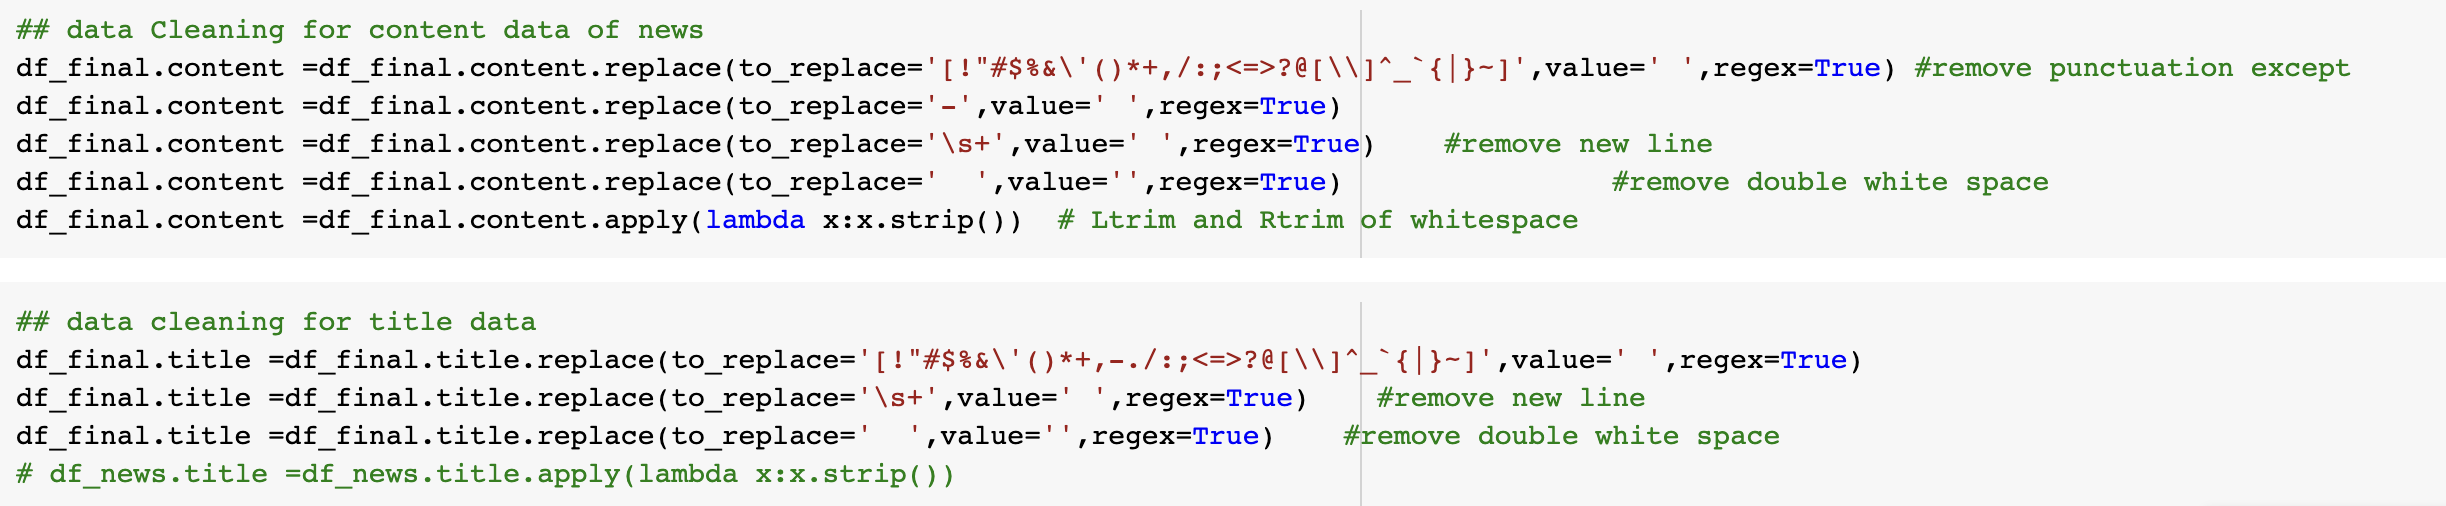 ## data Cleaning for content data of news
df_final.content =df_final.content.replace(to_replace='[!"#$%&\'()*+,/:;<=>?@[\\]^_`{|}~]',value=' ',regex=True) #remove punctuation except
df_final.content =df_final.content.replace(to_replace='-',value=' ',regex=True)
df_final.content =df_final.content.replace(to_replace='\s+',value=' ',regex=True)    #remove new line
df_final.content =df_final.content.replace(to_replace='  ',value='',regex=True)                #remove double white space
df_final.content =df_final.content.apply(lambda x:x.strip())  # Ltrim and Rtrim of whitespace
## data cleaning for title data
df_final.title =df_final.title.replace(to_replace='[!"#$%&\'()*+,-./:;<=>?@[\\]^_`{|}~]',value=' ',regex=True)
df_final.title =df_final.title.replace(to_replace='\s+',value=' ',regex=True)    #remove new line
df_final.title =df_final.title.replace(to_replace='  ',value='',regex=True)    #remove double white space
# df_news.title =df_news.title.apply(lambda x:x.strip())